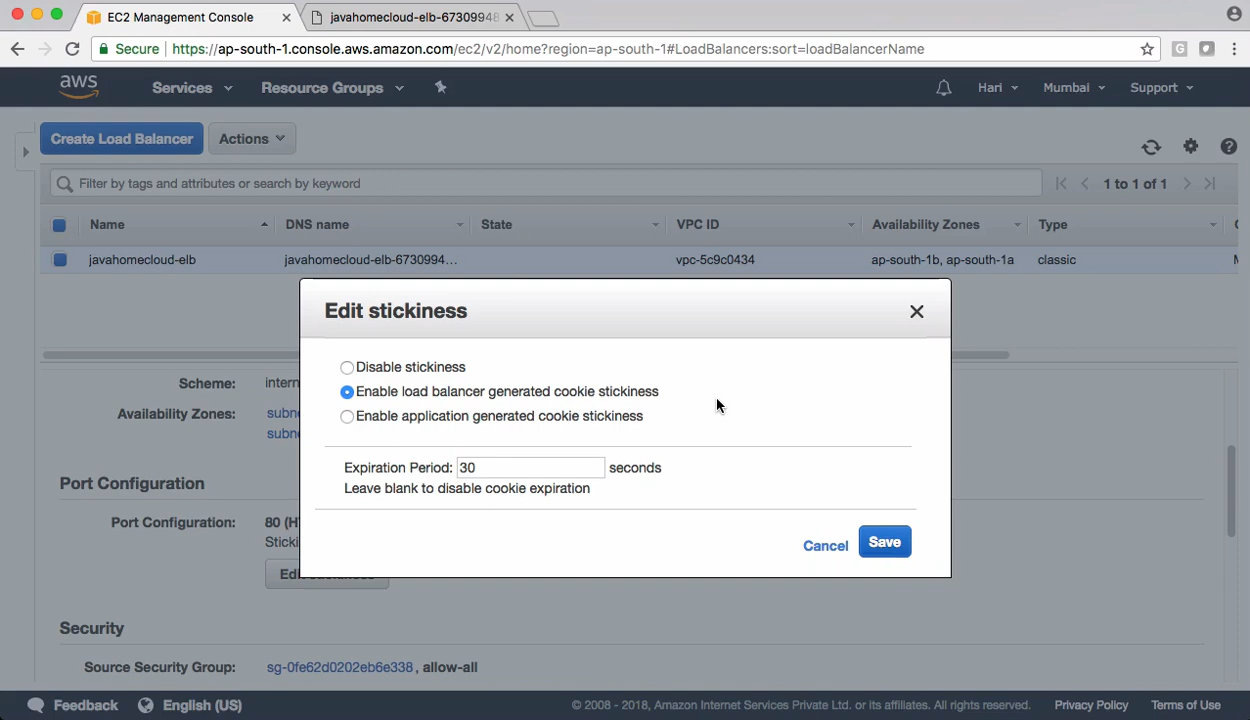 EC2 Management Console
javahomecloud-elb-67309948
Secure https://ap-south-1.console.aws.amazon.com/ec2/v2/home?region=ap-south-1#LoadBalancers:sort=loadBalancerName
aws Services Resource Groups Hari Mumbai Support
Create Load Balancer Actions
Filter by tags and attributes or search by keyword 1 to 1 of 1
Name DNS name State VPC ID Availability Zones Type
javahomecloud-elb javahomecloud-elb-6730994... vpc-5c9c0434 ap-south-1b, ap-south-1a classic
Edit stickiness
Disable stickiness
Enable load balancer generated cookie stickiness
Enable application generated cookie stickiness
Expiration Period: 30 seconds
Leave blank to disable cookie expiration
Cancel Save
Scheme: intern
Availability Zones: subne
subne
Port Configuration
Port Configuration: 80 (H
Sticki
Security
Source Security Group: sg-0fe62d0202eb6e338, allow-all
Feedback English (US) © 2008 - 2018, Amazon Internet Services Private Ltd. or its affiliates. All rights reserved. Privacy Policy Terms of Use